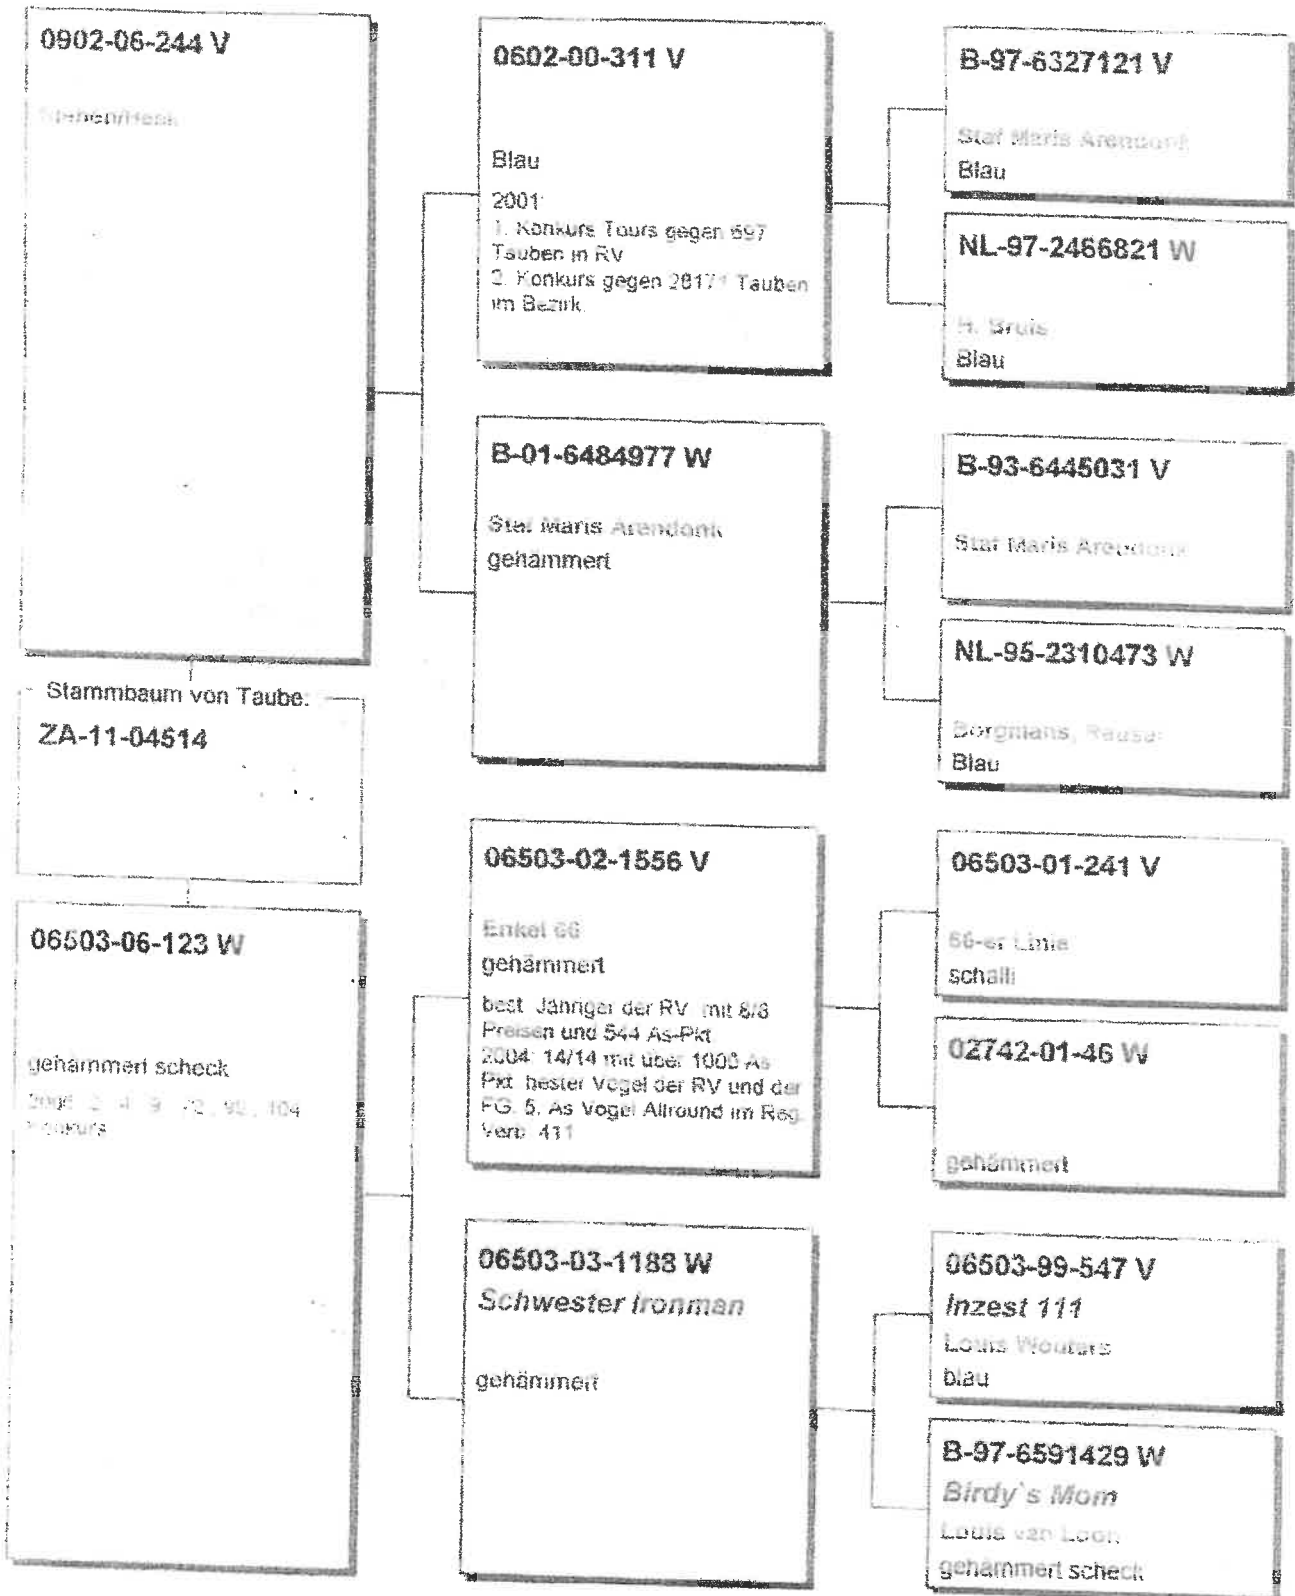 0902-06-244 V
Stammbaum von Taube:
ZA-11-04514
06503-06-123 W
gehämmert scheck
Konkurs
0602-00-311 V
Blau
2001:
1. Konkurs Tours gegen 697
Tauben in RV
2. Konkurs gegen 28171 Tauben
im Bezirk.
B-01-6484977 W
Staf Maris Arendonk
gehämmert
06503-02-1556 V
Enkel 66
gehämmert
best. Jähriger der RV mit 8/8
Preisen und 544 As-Pkt
2004: 14/14 mit über 1000 As
Pkt. bester Vogel der RV und der
FG. 5. As Vogel Allround im Reg.
Verb. 411
06503-03-1188 W
Schwester Ironman
gehämmert
B-97-6327121 V
Staf Maris Arendonk
Blau
NL-97-2466821 W
H. Bruis
Blau
B-93-6445031 V
Staf Maris Arendonk
NL-95-2310473 W
Borgmans, Reusel
Blau
06503-01-241 V
66-er Linie
schalli
02742-01-46 W
gehämmert
06503-99-547 V
Inzest 111
Louis Wouters
blau
B-97-6591429 W
Birdy`s Mom
Louis van Loon
gehämmert scheck